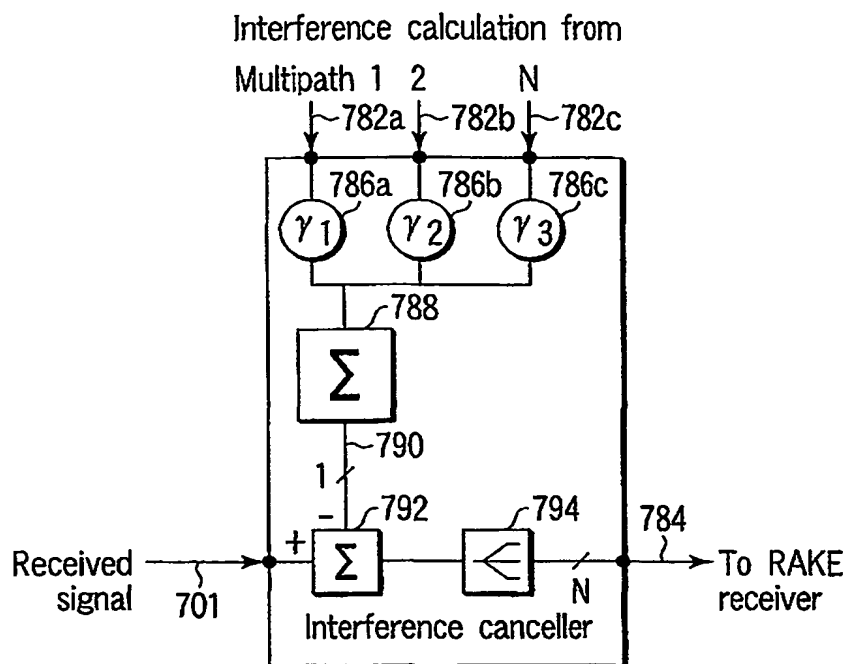 Interference calculation from
Multipath 1 2 N
782a 782b 782c
786a 786b 786c
γ1 γ2 γ3
788
Σ
790
1
- 792 794 784
Received signal
+ Σ
To RAKE receiver
701
N
Interference canceller